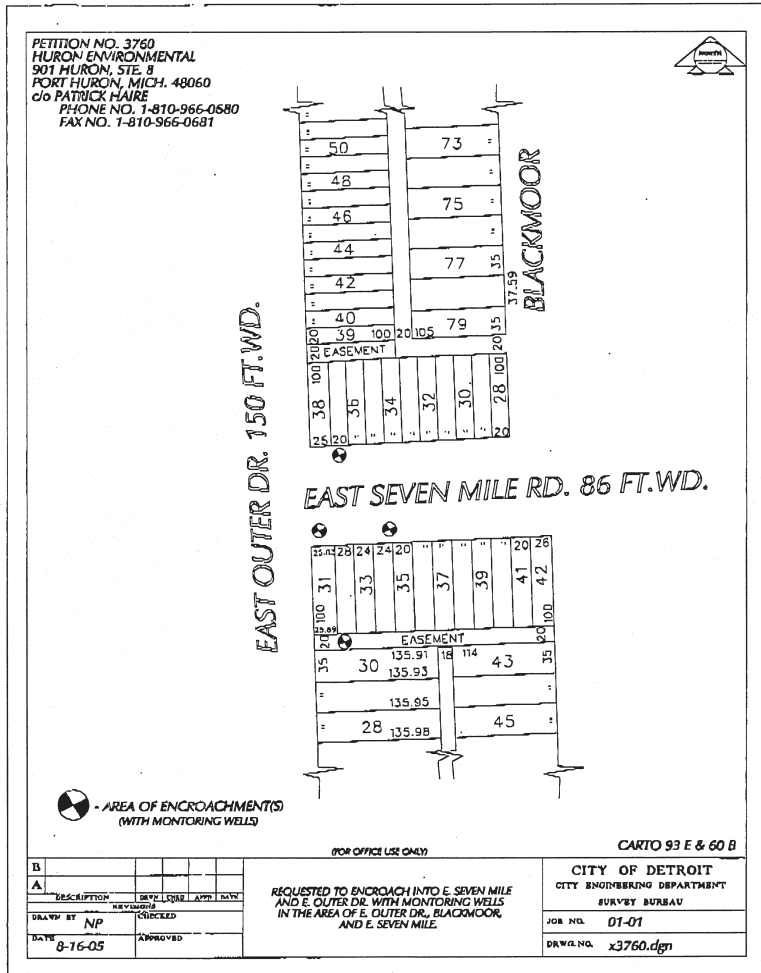 PETITION NO. 3760
HURON ENVIRONMENTAL
901 HURON, STE. 8
PORT HURON, MICH. 48060
c/o PATRICK HAIRE
PHONE NO. 1-810-966-0680
FAX NO. 1-810-966-0681
NORTH
50 73
48
46 75
44
42 77 35
37.59
40 79 35
20 39 100 20 105 20
20 EASEMENT
100 100
38 36 34 32 30 28
25 20 " " " " " " 20
BLACKMOOR
EAST OUTER DR. 150 FT.WD.
EAST SEVEN MILE RD. 86 FT.WD.
25.03 28 24 24 20 " " " " " 20 26
31 33 35 37 39 41 42
100 100
25.89
20 EASEMENT 20
35 30 135.91 18 114 43 35
135.93
" 135.95 "
" 28 135.98 45 "
- AREA OF ENCROACHMENT(S)
(WITH MONTORING WELLS)
(FOR OFFICE USE ONLY)
CARTO 93 E & 60 B
B
A
DESCRIPTION DRWN CHKD APPD DATE
REVISIONS
DRAWN BY NP CHECKED
DATE 8-16-05 APPROVED
REQUESTED TO ENCROACH INTO E. SEVEN MILE
AND E. OUTER DR. WITH MONTORING WELLS
IN THE AREA OF E. OUTER DR., BLACKMOOR,
AND E. SEVEN MILE.
CITY OF DETROIT
CITY ENGINEERING DEPARTMENT
SURVEY BUREAU
JOB NO. 01-01
DRWG. NO. x3760.dgn